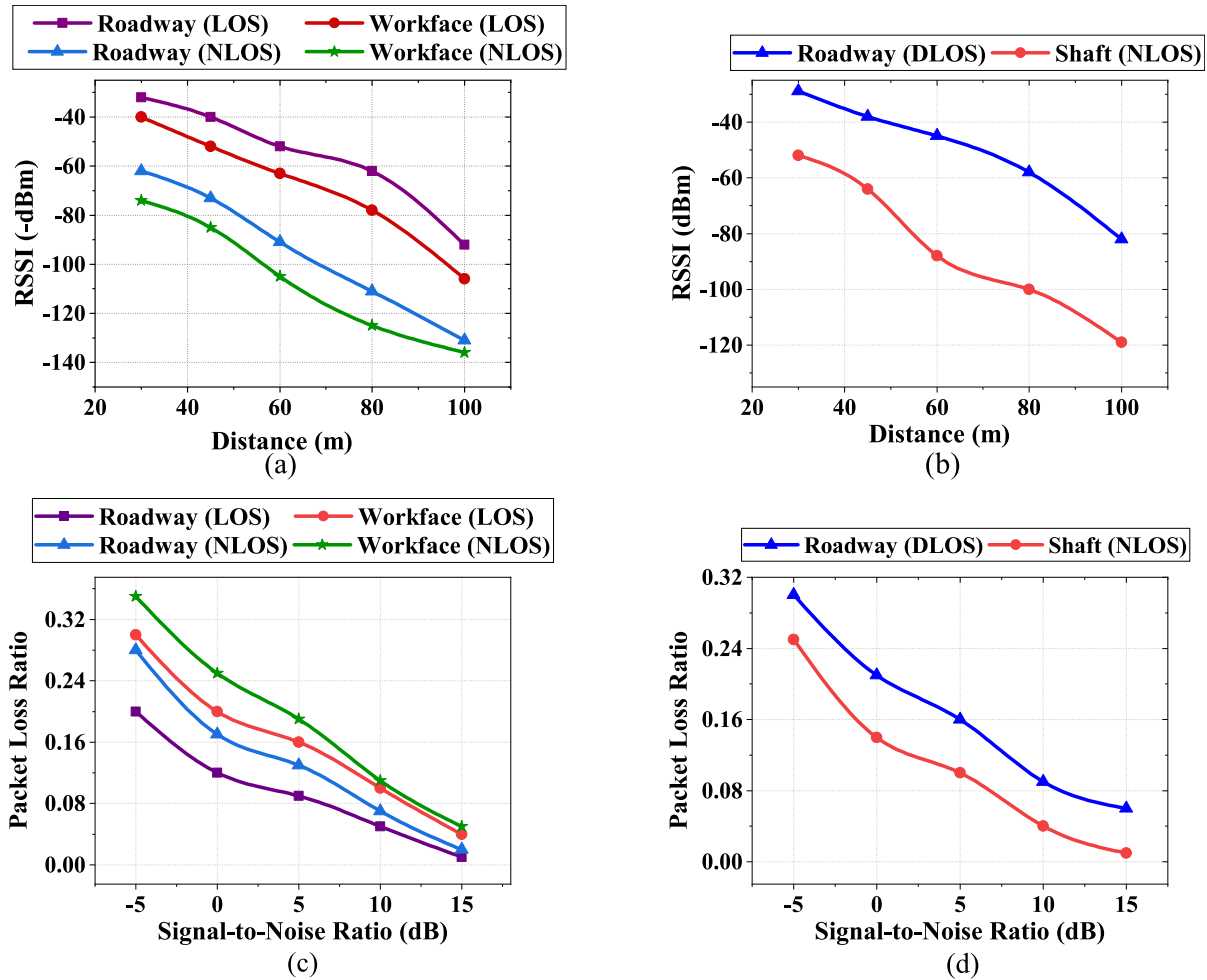 Roadway (LOS) Workface (LOS)
Roadway (NLOS) Workface (NLOS)
-40
-60
-80
-100
-120
-140
RSSI (-dBm)
20 40 60 80 100
Distance (m)
(a)
Roadway (DLOS) Shaft (NLOS)
-40
-60
-80
-100
-120
RSSI (dBm)
20 40 60 80 100
Distance (m)
(b)
Roadway (LOS) Workface (LOS)
Roadway (NLOS) Workface (NLOS)
0.32
0.24
0.16
0.08
0.00
Packet Loss Ratio
-5 0 5 10 15
Signal-to-Noise Ratio (dB)
(c)
Roadway (DLOS) Shaft (NLOS)
0.32
0.24
0.16
0.08
0.00
Packet Loss Ratio
-5 0 5 10 15
Signal-to-Noise Ratio (dB)
(d)